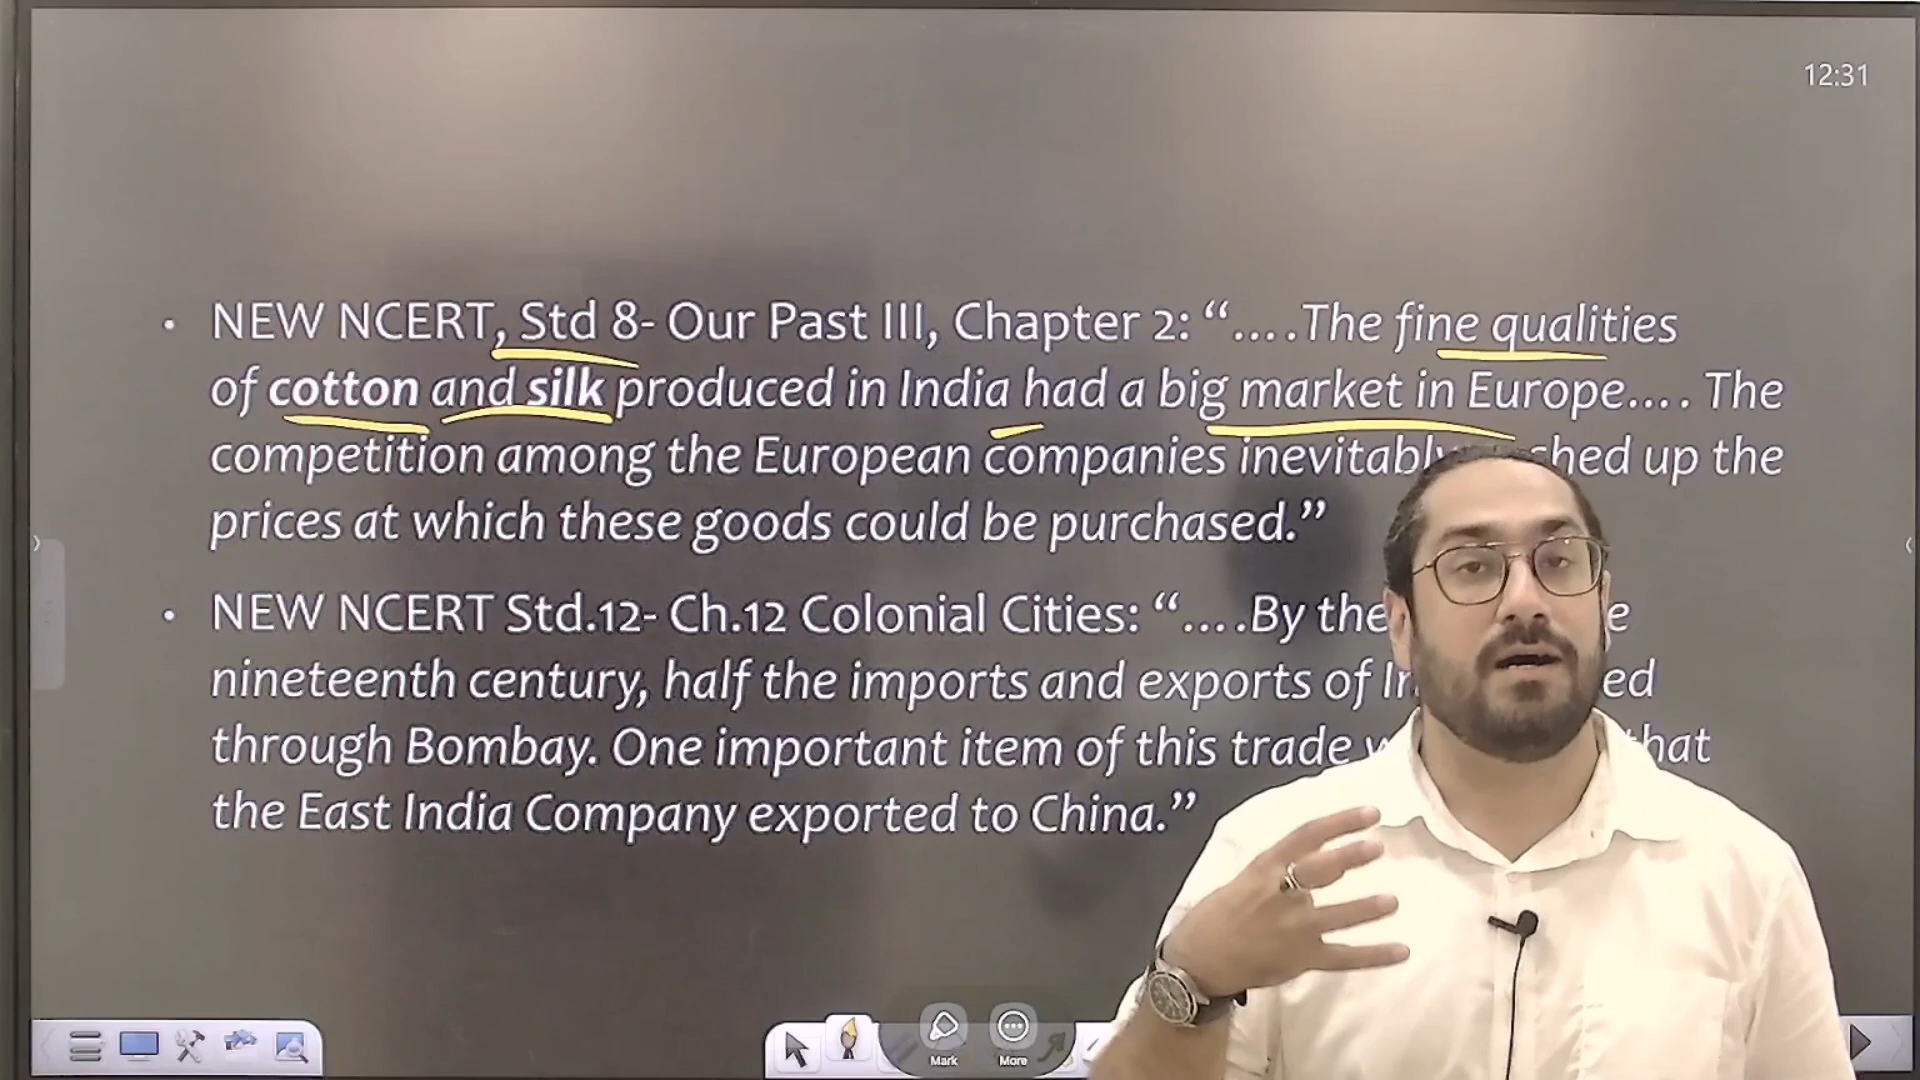 12:31
• NEW NCERT, Std 8- Our Past III, Chapter 2: “….The fine qualities
of cotton and silk produced in India had a big market in Europe.... The
competition among the European companies inevitably up the
prices at which these goods could be purchased.”
• NEW NCERT Std.12- Ch.12 Colonial Cities: “….By the
nineteenth century, half the imports and exports of
through Bombay. One important item of this trade that
the East India Company exported to China.”
Mark
More